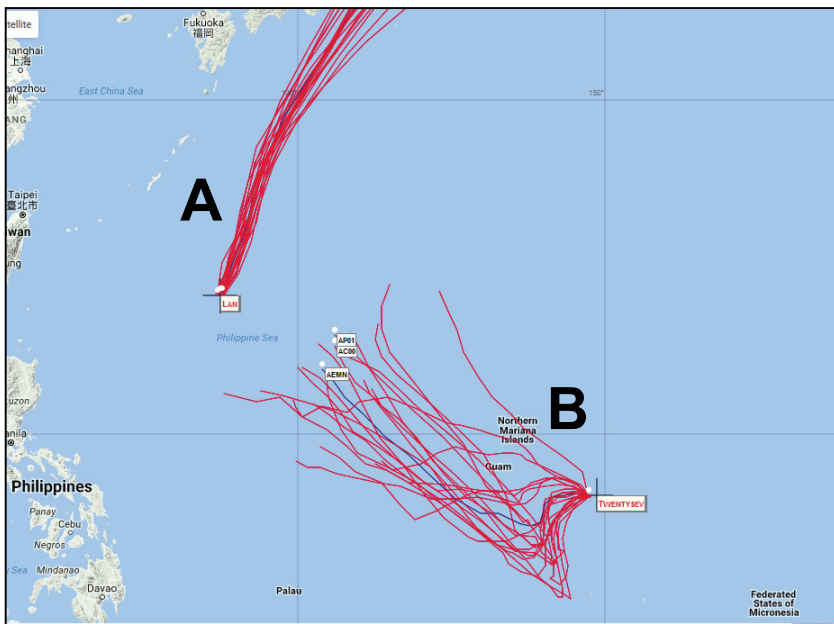 tellite
Fukuoka
福岡
hanghai
上海
angzhou
州
ANG
East China Sea
150°
A
Taipei
臺北市
iwan
ung
LAN
Philippine Sea
AP01
AC00
AEMN
B
Northern
Mariana
Islands
Guam
uzon
anila
TWENTYSEV
Philippines
Panay
Cebu
Negros
u Sea
Mindanao
Davao
Palau
Federated
States of
Micronesia